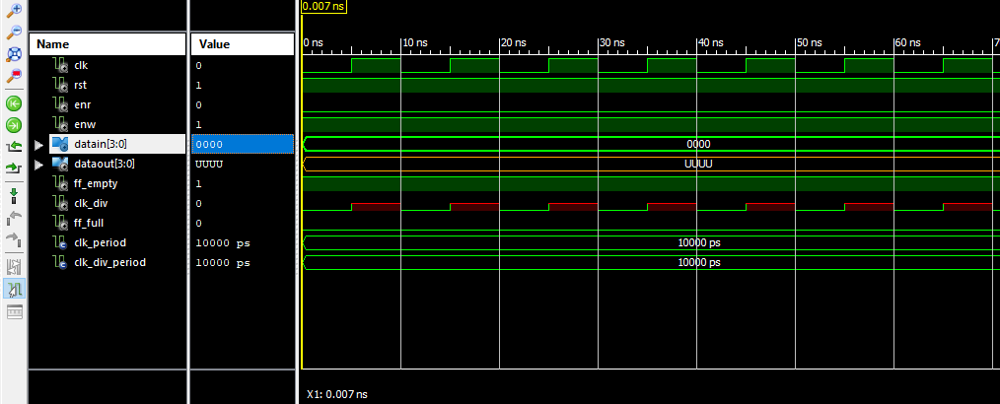 0.007 ns
Name Value
0 ns 10 ns 20 ns 30 ns 40 ns 50 ns 60 ns 7
clk 0
rst 1
enr 0
enw 1
datain[3:0] 0000 0000
dataout[3:0] UUUU UUUU
ff_empty 1
clk_div 0
ff_full 0
clk_period 10000 ps 10000 ps
clk_div_period 10000 ps 10000 ps
X1: 0.007 ns